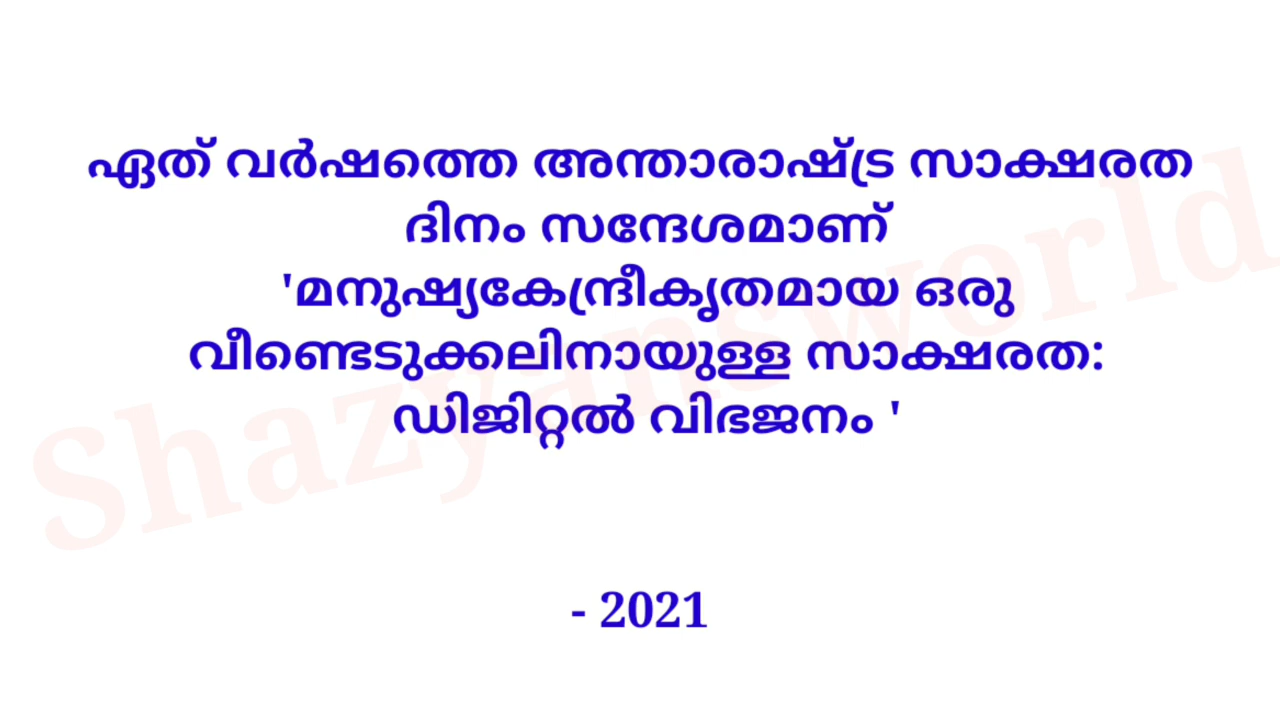 ഏത് വർഷത്തെ അന്താരാഷ്ട്ര സാക്ഷരത
ദിനം സന്ദേശമാണ്
'മനുഷ്യകേന്ദ്രീകൃതമായ ഒരു
വീണ്ടെടുക്കലിനായുള്ള സാക്ഷരത:
ഡിജിറ്റൽ വിഭജനം '
- 2021
Shazyansworld